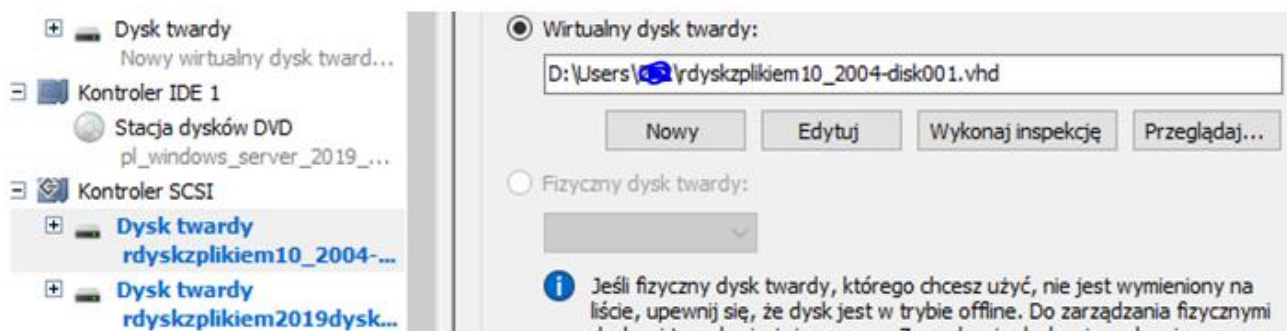 Dysk twardy
Nowy wirtualny dysk tward...
Kontroler IDE 1
Stacja dysków DVD
pl_windows_server_2019_...
Kontroler SCSI
Dysk twardy
rdyskzplikiem10_2004-...
Dysk twardy
rdyskzplikiem2019dysk...
Wirtualny dysk twardy:
D:\Users\ \rdyskzplikiem10_2004-disk001.vhd
Nowy
Edytuj
Wykonaj inspekcję
Przeglądaj...
Fizyczny dysk twardy:
Jeśli fizyczny dysk twardy, którego chcesz użyć, nie jest wymieniony na
liście, upewnij się, że dysk jest w trybie offline. Do zarządzania fizycznymi